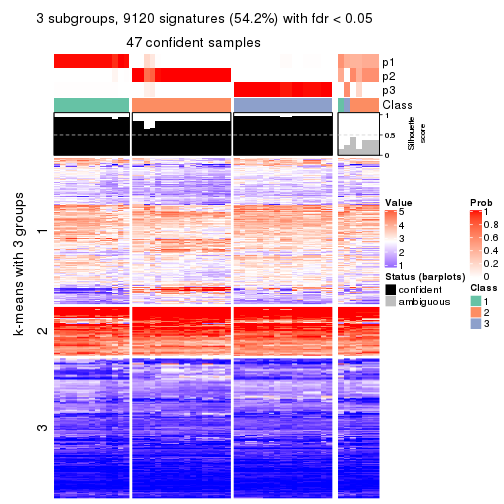 3 subgroups, 9120 signatures (54.2%) with fdr < 0.05
47 confident samples
p1
p2
p3
Class
1
0.5
0
Silhouette
score
k-means with 3 groups
1
2
3
Value
5
4
3
2
1
Status (barplots)
confident
ambiguous
Prob
1
0.8
0.6
0.4
0.2
0
Class
1
2
3